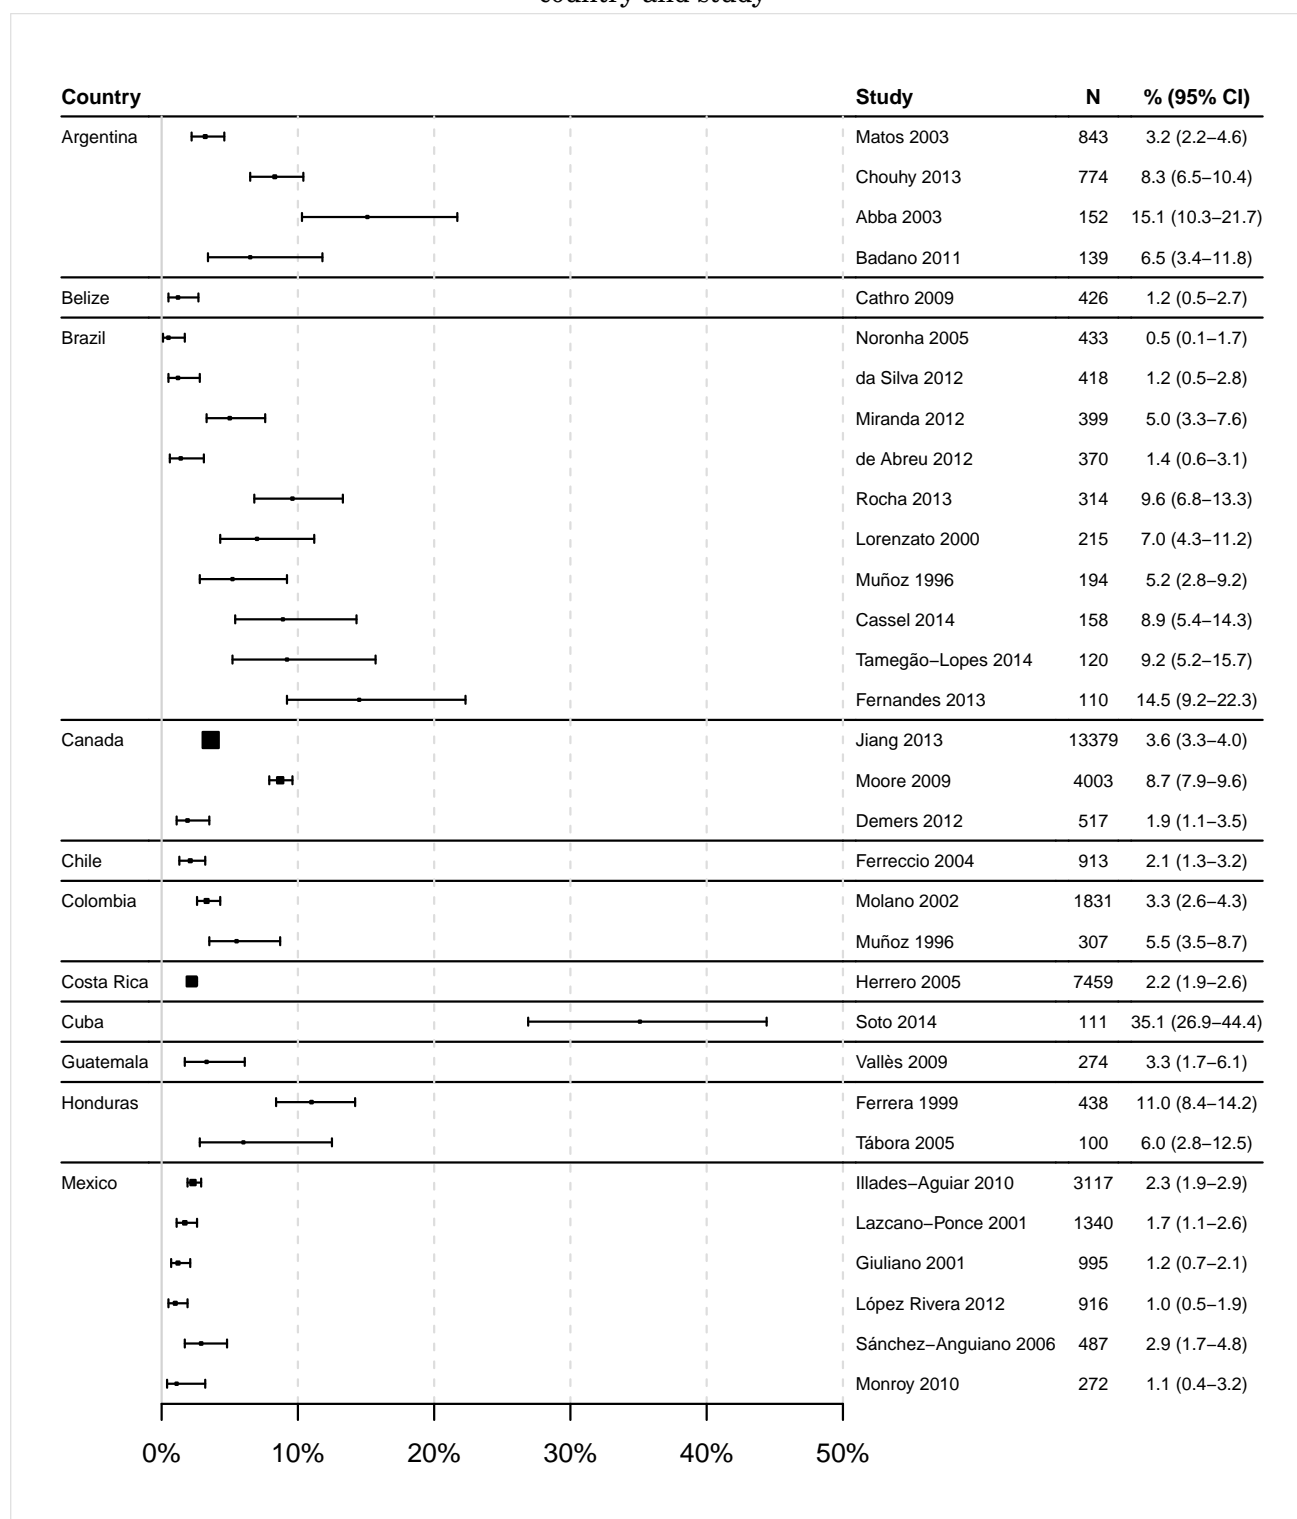 country and study
Country Study N % (95% CI)
Argentina Matos 2003 843 3.2 (2.2–4.6)
Chouhy 2013 774 8.3 (6.5–10.4)
Abba 2003 152 15.1 (10.3–21.7)
Badano 2011 139 6.5 (3.4–11.8)
Belize Cathro 2009 426 1.2 (0.5–2.7)
Brazil Noronha 2005 433 0.5 (0.1–1.7)
da Silva 2012 418 1.2 (0.5–2.8)
Miranda 2012 399 5.0 (3.3–7.6)
de Abreu 2012 370 1.4 (0.6–3.1)
Rocha 2013 314 9.6 (6.8–13.3)
Lorenzato 2000 215 7.0 (4.3–11.2)
Muñoz 1996 194 5.2 (2.8–9.2)
Cassel 2014 158 8.9 (5.4–14.3)
Tamegão–Lopes 2014 120 9.2 (5.2–15.7)
Fernandes 2013 110 14.5 (9.2–22.3)
Canada Jiang 2013 13379 3.6 (3.3–4.0)
Moore 2009 4003 8.7 (7.9–9.6)
Demers 2012 517 1.9 (1.1–3.5)
Chile Ferreccio 2004 913 2.1 (1.3–3.2)
Colombia Molano 2002 1831 3.3 (2.6–4.3)
Muñoz 1996 307 5.5 (3.5–8.7)
Costa Rica Herrero 2005 7459 2.2 (1.9–2.6)
Cuba Soto 2014 111 35.1 (26.9–44.4)
Guatemala Vallès 2009 274 3.3 (1.7–6.1)
Honduras Ferrera 1999 438 11.0 (8.4–14.2)
Tábora 2005 100 6.0 (2.8–12.5)
Mexico Illades–Aguiar 2010 3117 2.3 (1.9–2.9)
Lazcano–Ponce 2001 1340 1.7 (1.1–2.6)
Giuliano 2001 995 1.2 (0.7–2.1)
López Rivera 2012 916 1.0 (0.5–1.9)
Sánchez–Anguiano 2006 487 2.9 (1.7–4.8)
Monroy 2010 272 1.1 (0.4–3.2)
0% 10% 20% 30% 40% 50%